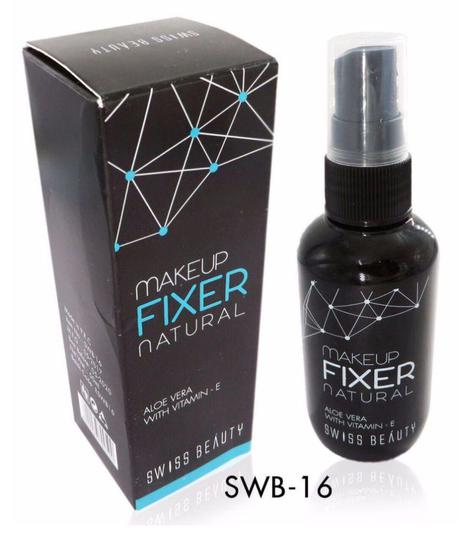 SWISS BEAUTY
MAKEUP
FIXER
NATURAL
ALOE VERA
WITH VITAMIN - E
SWISS BEAUTY
MAKEUP
FIXER
NATURAL
ALOE VERA
WITH VITAMIN - E
SWISS BEAUTY
SWB-16